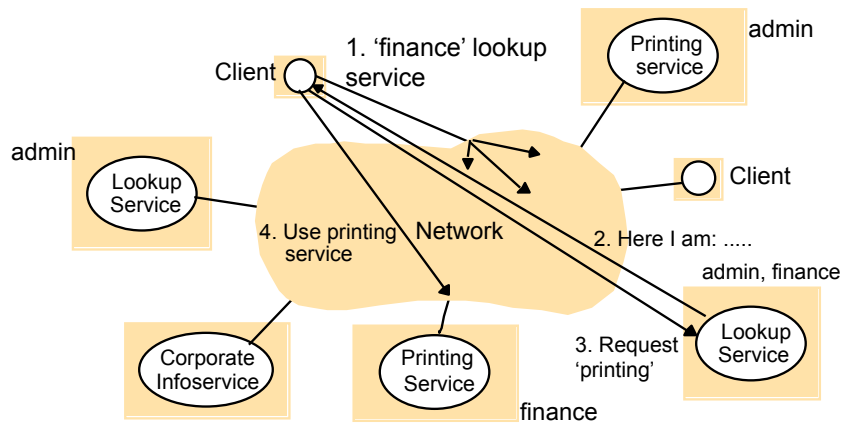 admin
Printing
service
1. ‘finance’ lookup
service
Client
admin
Lookup
Service
Client
4. Use printing
service
Network
2. Here I am: .....
admin, finance
Lookup
Service
3. Request
‘printing’
Corporate
Infoservice
Printing
Service
finance